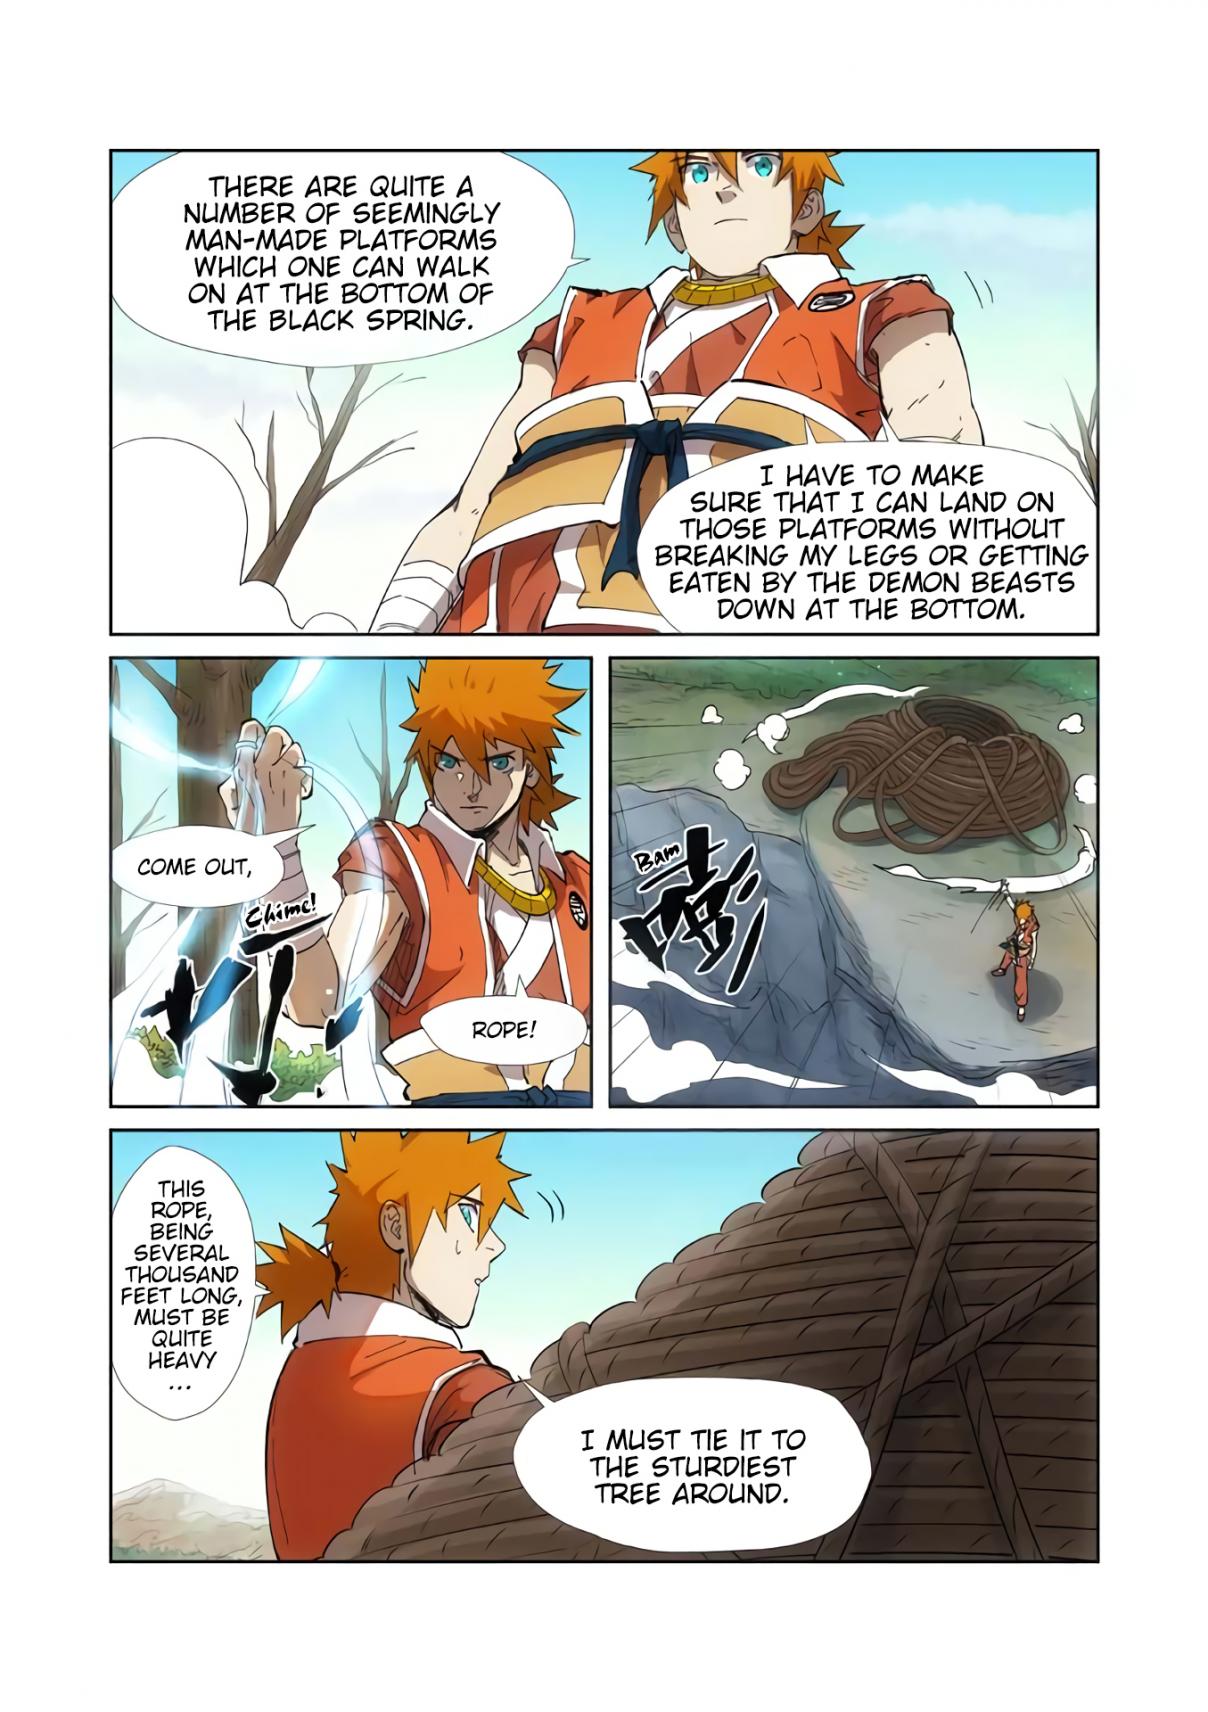 THERE ARE QUITE A
NUMBER OF SEEMINGLY
MAN-MADE PLATFORMS
WHICH ONE CAN WALK
ON AT THE BOTTOM OF
THE BLACK SPRING.
I HAVE TO MAKE
SURE THAT I CAN LAND ON
THOSE PLATFORMS WITHOUT
BREAKING MY LEGS OR GETTING
EATEN BY THE DEMON BEASTS
DOWN AT THE BOTTOM.
COME OUT,
Chime!
ROPE!
Bam
嘭
THIS
ROPE,
BEING
SEVERAL
THOUSAND
FEET LONG,
MUST BE
QUITE
HEAVY
...
I MUST TIE IT TO
THE STURDIEST
TREE AROUND.